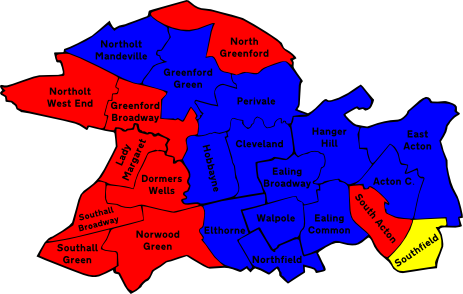 North
Greenford
Northolt
Mandeville
Greenford
Green
Northolt
West End
Greenford
Broadway
Perivale
Hanger
Hill
East
Acton
Cleveland
Lady
Margaret
Hobbayne
Dormers
Wells
Ealing
Broadway
Acton C.
Southall
Broadway
Norwood
Green
Elthorne
Walpole
Ealing
Common
South Acton
Southall
Green
Northfield
Southfield